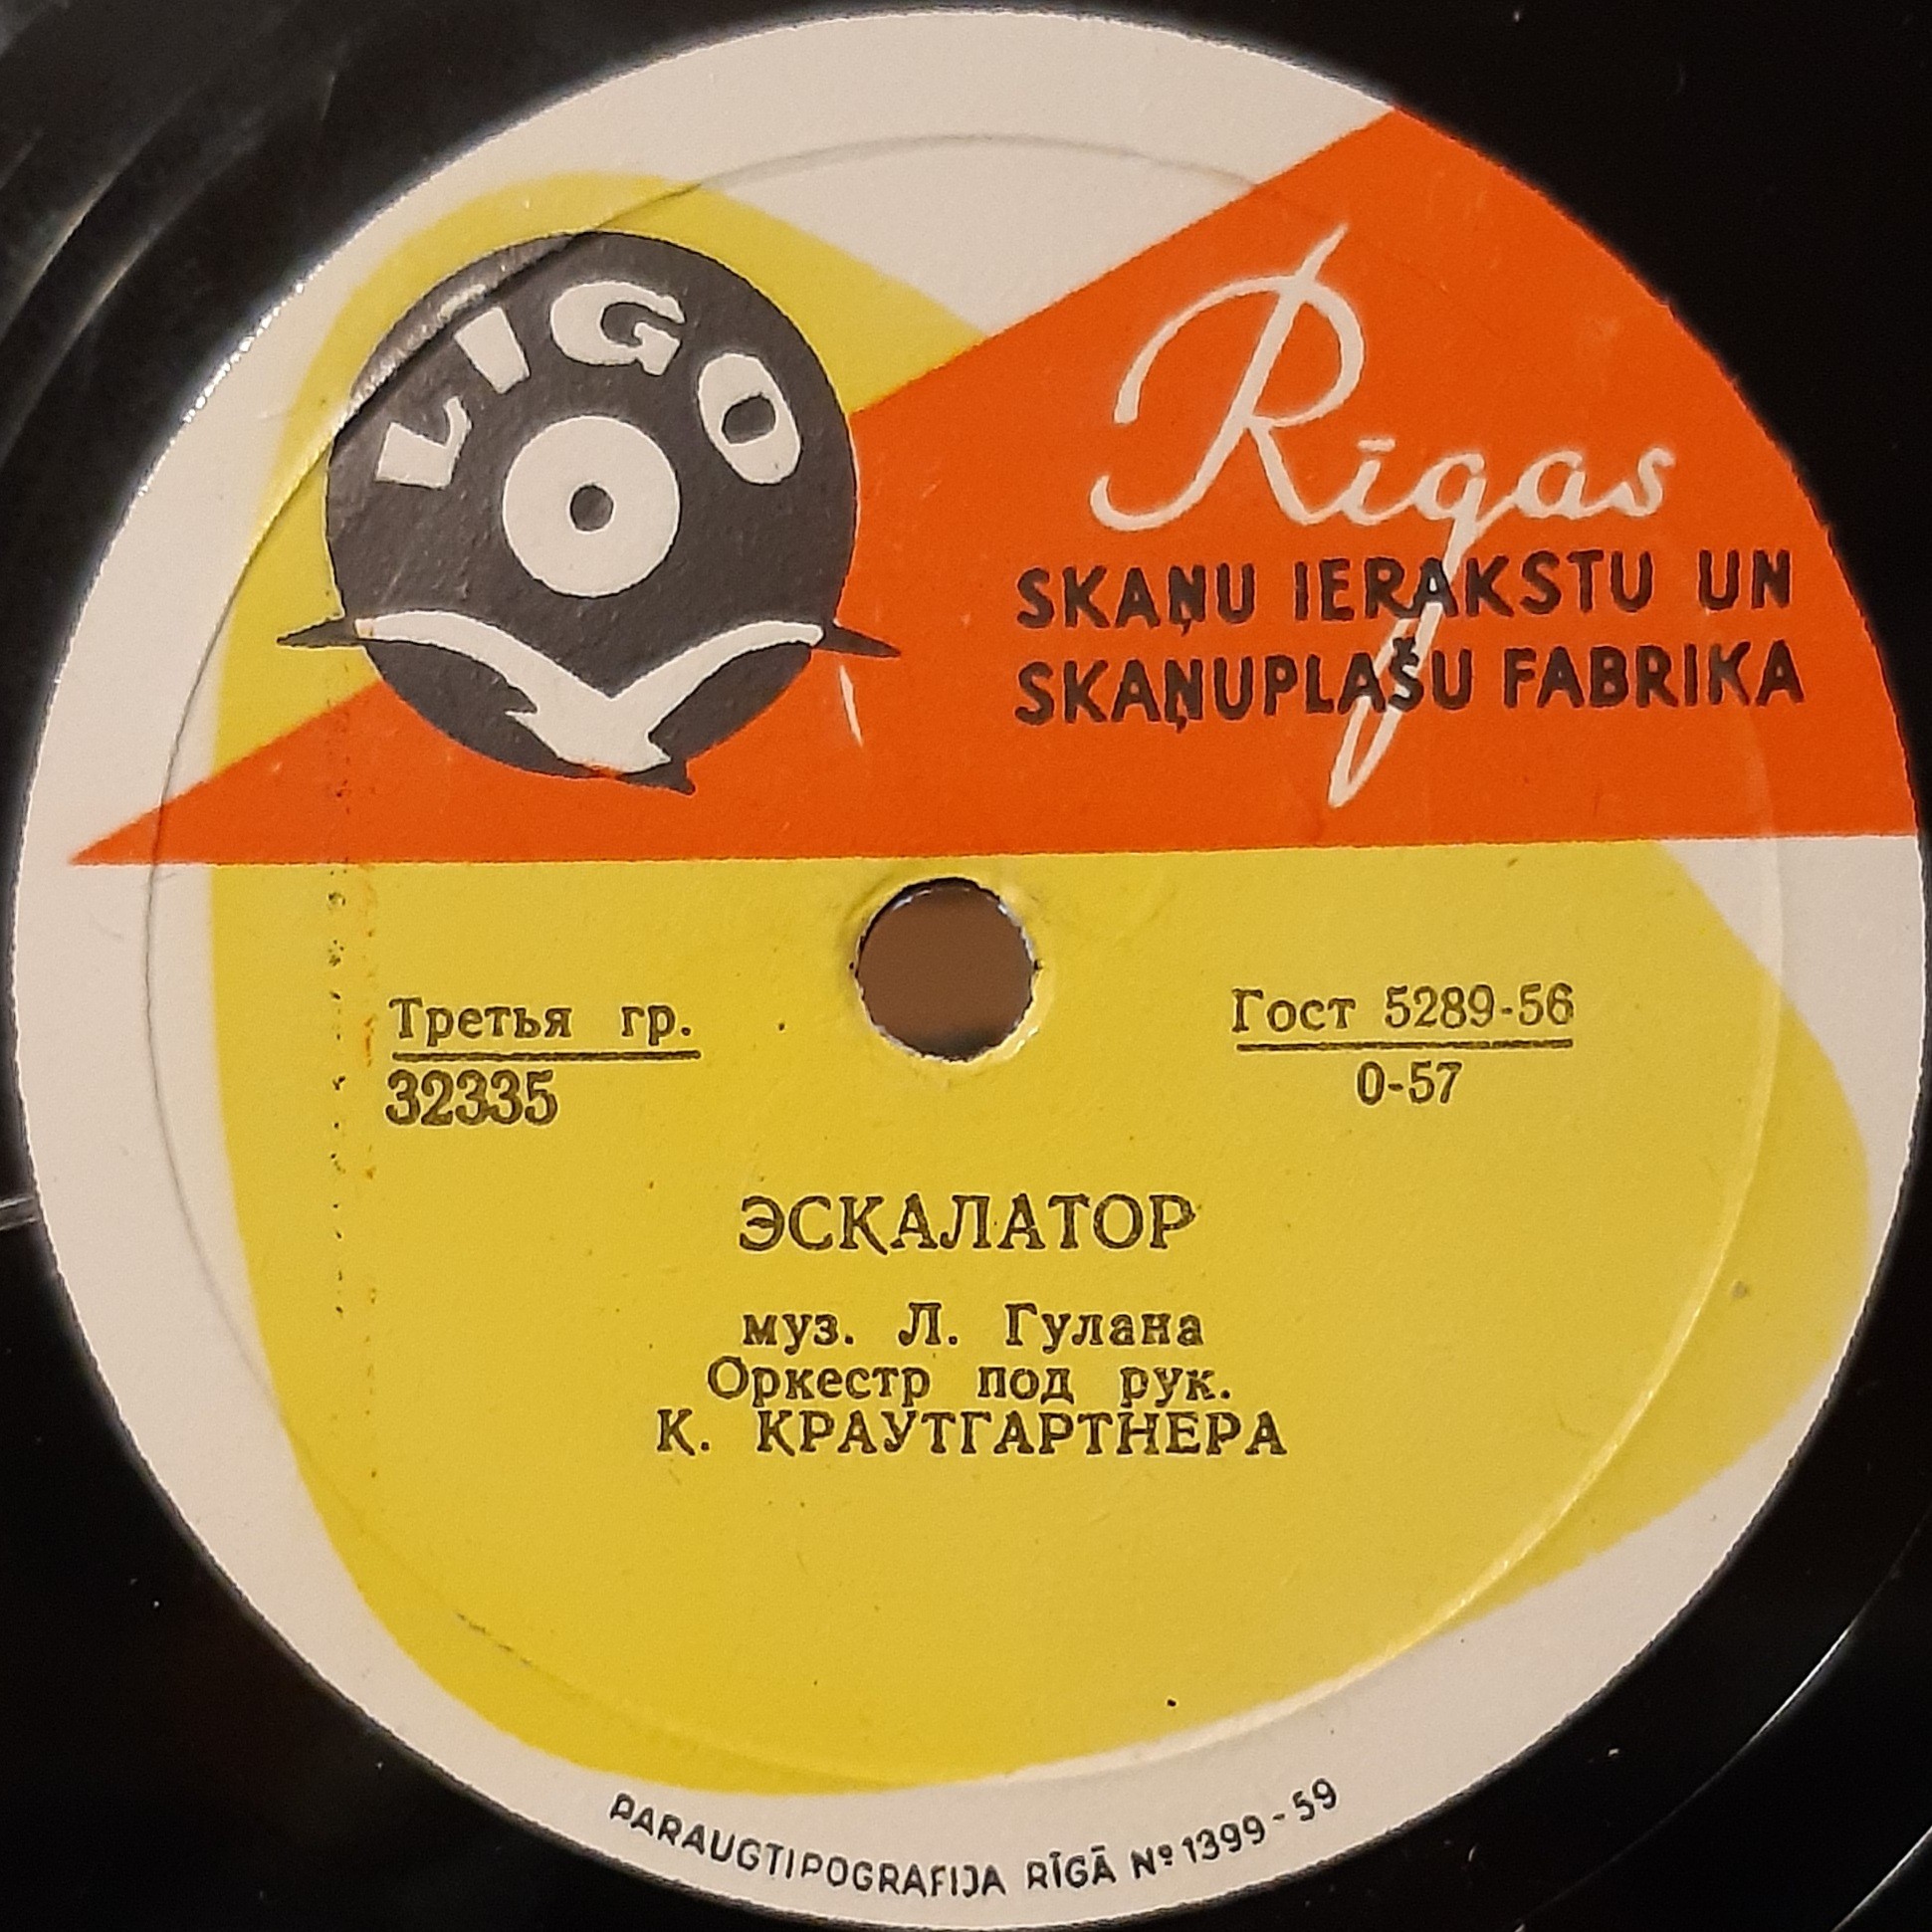 LIGO
Rīgas
SKAŅU IERAKSTU UN
SKAŅUPLAŠU FABRIKA
Третья гр.
32335
Гост 5289-56
0-57
ЭСКАЛАТОР
муз. Л. Гулана
Оркестр под рук.
К. КРАУТГАРТНЕРА
PARAUGTIPOGRAFIJA RĪGĀ Nº 1399-59